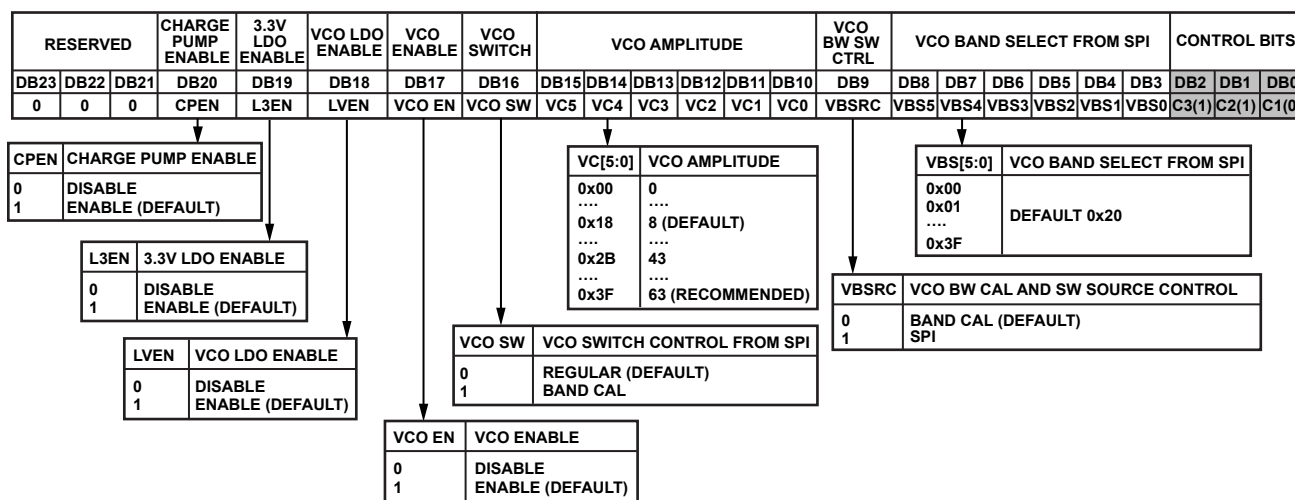 RESERVED CHARGE PUMP ENABLE 3.3V LDO ENABLE VCO LDO ENABLE VCO ENABLE VCO SWITCH VCO AMPLITUDE VCO BW SW CTRL VCO BAND SELECT FROM SPI CONTROL BITS
DB23 DB22 DB21 DB20 DB19 DB18 DB17 DB16 DB15 DB14 DB13 DB12 DB11 DB10 DB9 DB8 DB7 DB6 DB5 DB4 DB3 DB2 DB1 DB0
0 0 0 CPEN L3EN LVEN VCO EN VCO SW VC5 VC4 VC3 VC2 VC1 VC0 VBSRC VBS5 VBS4 VBS3 VBS2 VBS1 VBS0 C3(1) C2(1) C1(0
CPEN CHARGE PUMP ENABLE
0 DISABLE
1 ENABLE (DEFAULT)
L3EN 3.3V LDO ENABLE
0 DISABLE
1 ENABLE (DEFAULT)
LVEN VCO LDO ENABLE
0 DISABLE
1 ENABLE (DEFAULT)
VCO EN VCO ENABLE
0 DISABLE
1 ENABLE (DEFAULT)
VCO SW VCO SWITCH CONTROL FROM SPI
0 REGULAR (DEFAULT)
1 BAND CAL
VC[5:0] VCO AMPLITUDE
0x00 0
.... ....
0x18 8 (DEFAULT)
.... ....
0x2B 43
.... ....
0x3F 63 (RECOMMENDED)
VBSRC VCO BW CAL AND SW SOURCE CONTROL
0 BAND CAL (DEFAULT)
1 SPI
VBS[5:0] VCO BAND SELECT FROM SPI
0x00
0x01
....
0x3F
DEFAULT 0x20